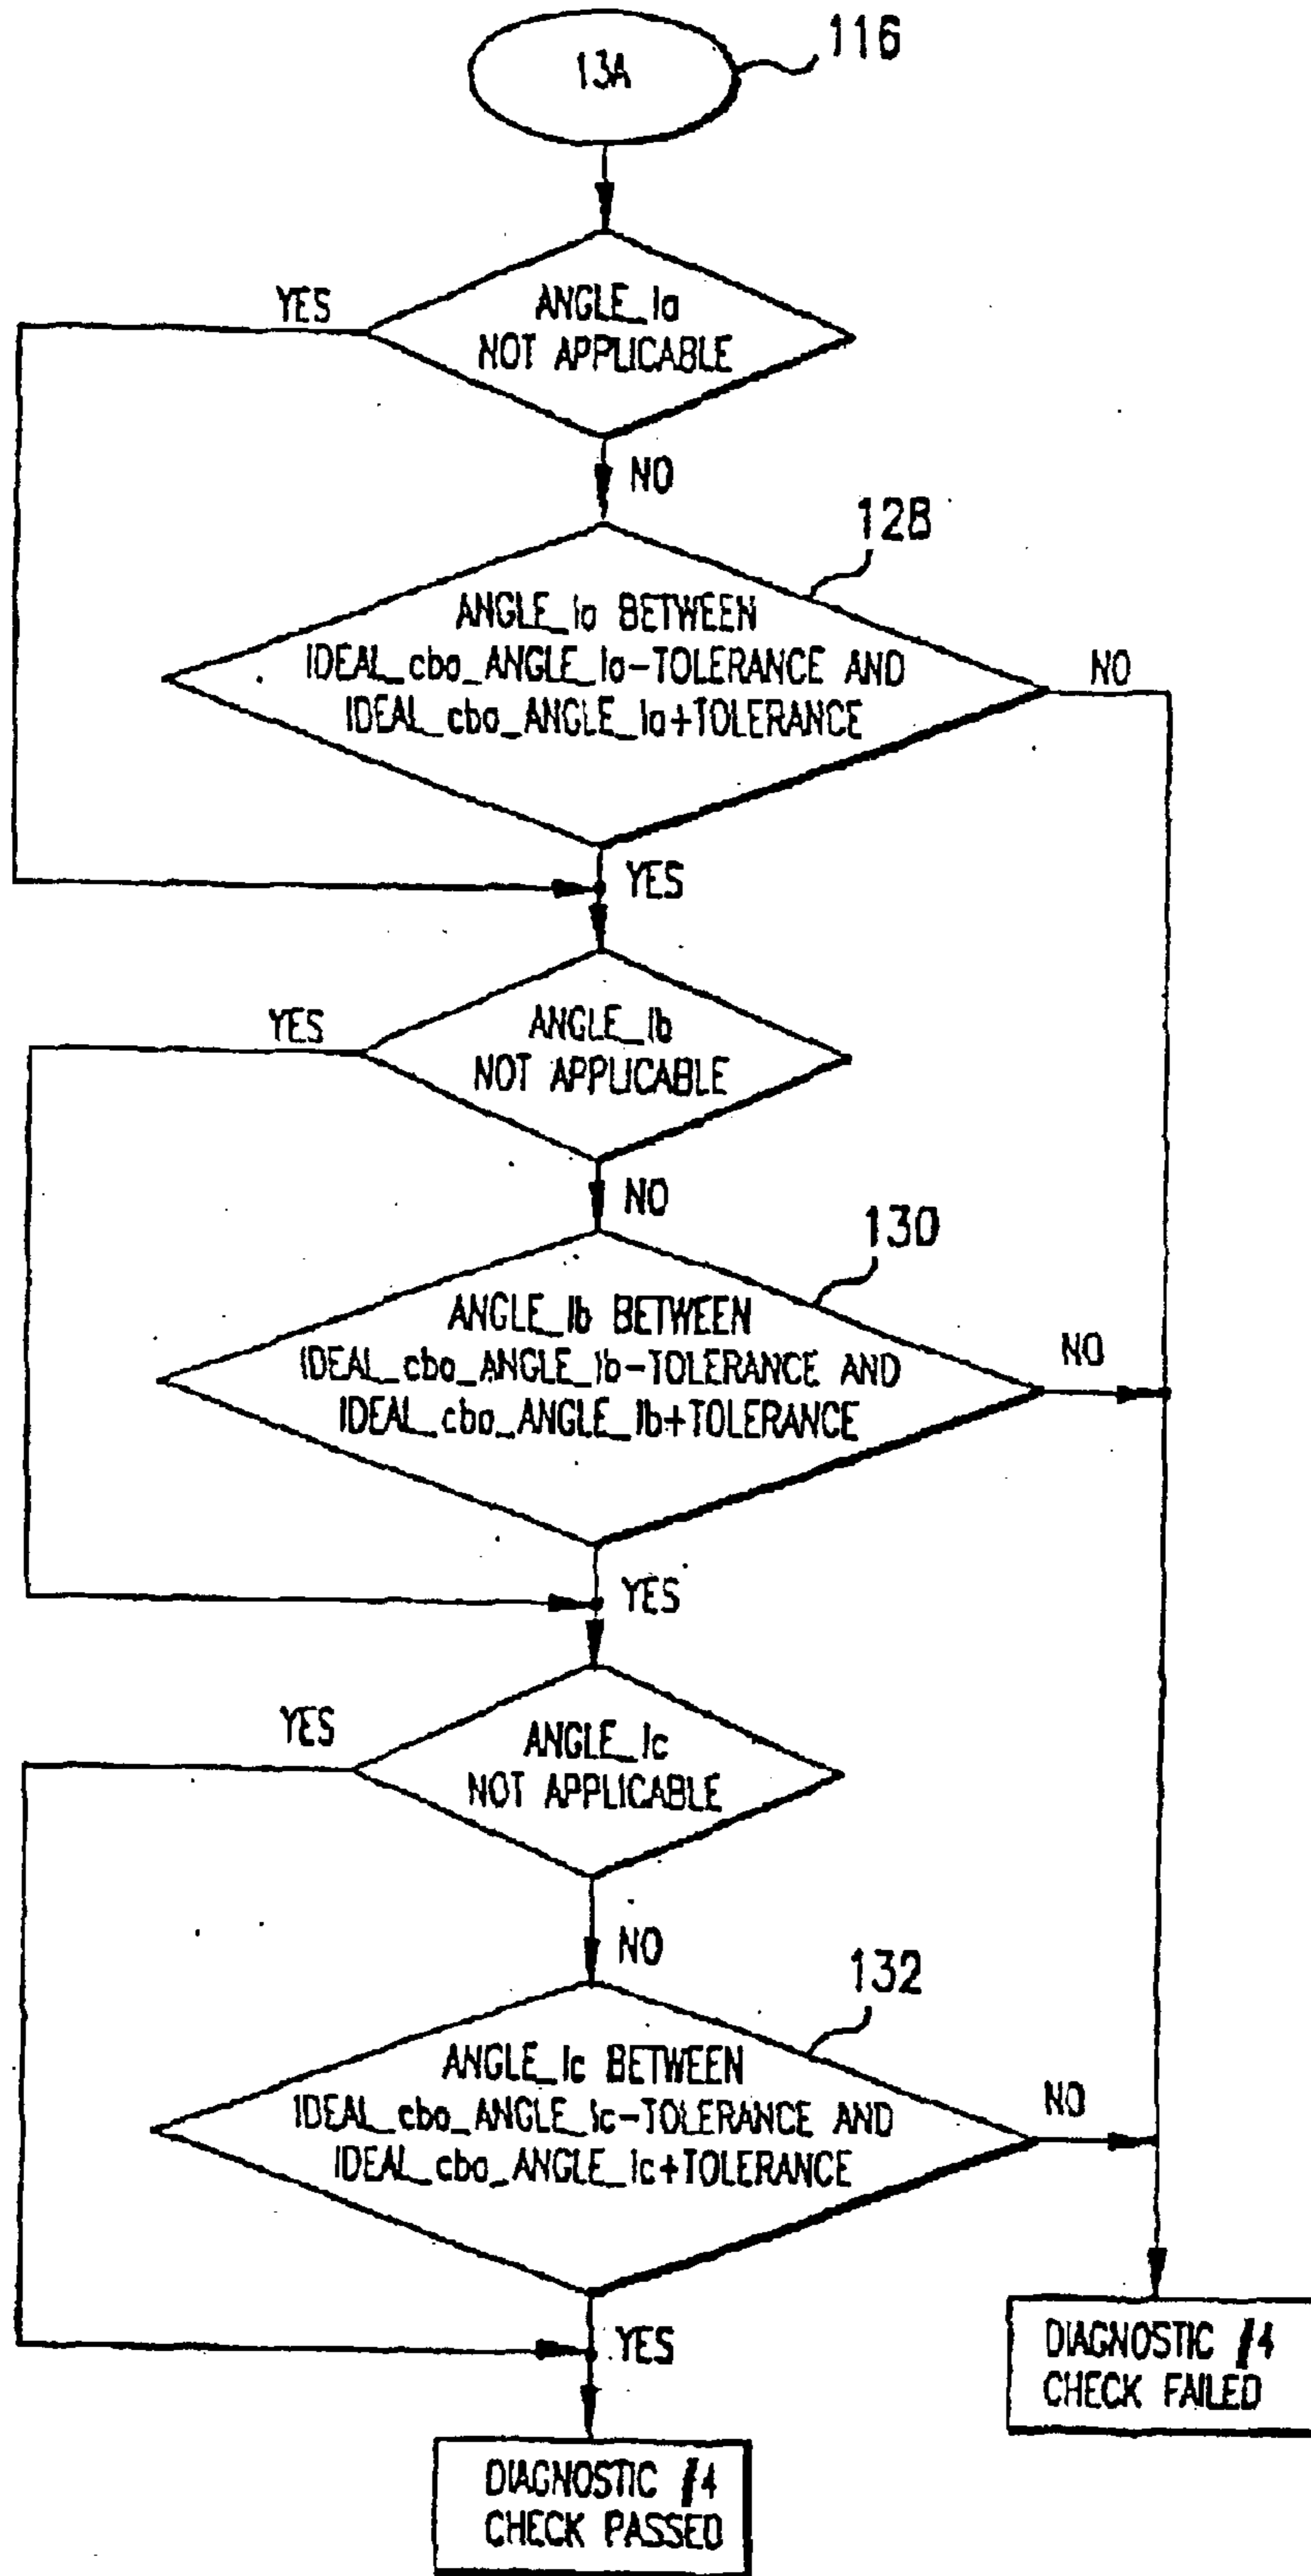 13A
116
YES
ANGLE_Ia
NOT APPLICABLE
NO
128
ANGLE_Ia BETWEEN
IDEAL_cba_ANGLE_Ia-TOLERANCE AND
IDEAL_cba_ANGLE_Ia+TOLERANCE
NO
YES
YES
ANGLE_Ib
NOT APPLICABLE
NO
130
ANGLE_Ib BETWEEN
IDEAL_cba_ANGLE_Ib-TOLERANCE AND
IDEAL_cba_ANGLE_Ib+TOLERANCE
NO
YES
YES
ANGLE_Ic
NOT APPLICABLE
NO
132
ANGLE_Ic BETWEEN
IDEAL_cba_ANGLE_Ic-TOLERANCE AND
IDEAL_cba_ANGLE_Ic+TOLERANCE
NO
YES
DIAGNOSTIC #4
CHECK FAILED
DIAGNOSTIC #4
CHECK PASSED